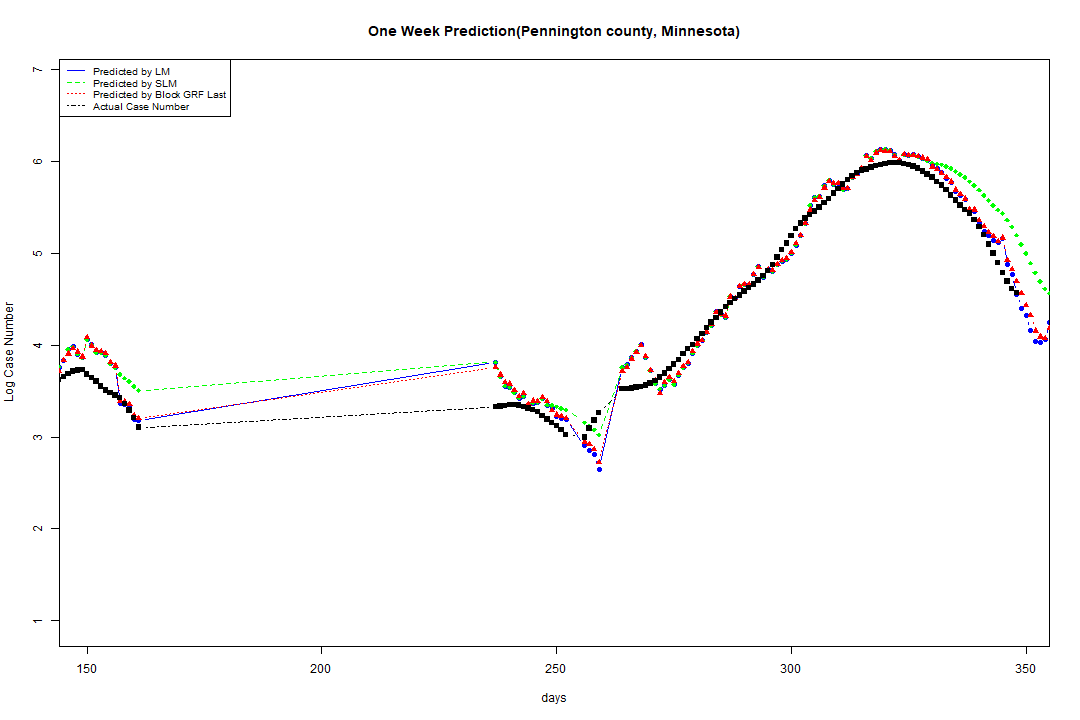 One Week Prediction(Pennington county, Minnesota)
Predicted by LM
Predicted by SLM
Predicted by Block GRF Last
Actual Case Number
7
6
5
4
3
2
1
Log Case Number
150 200 250 300 350
days